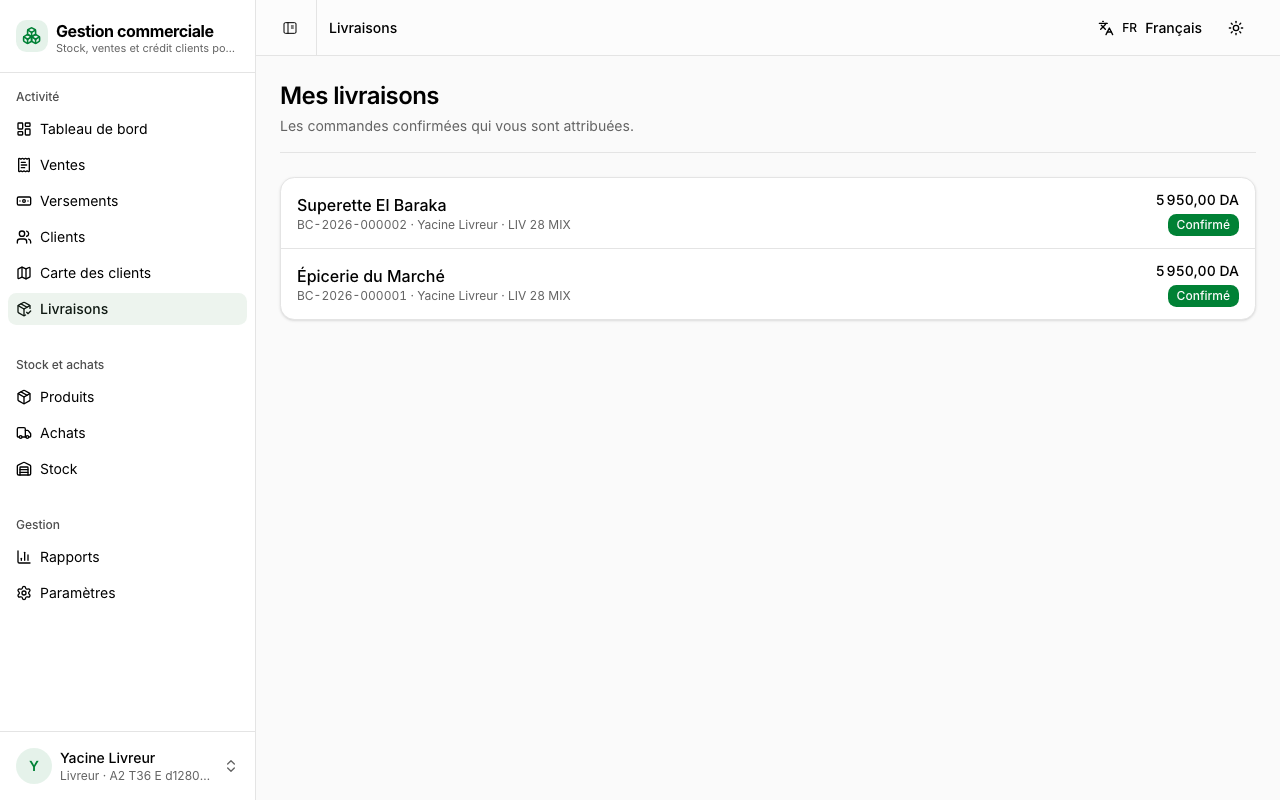 Gestion commerciale
Stock, ventes et crédit clients po...
Livraisons
FR Français
Activité
Tableau de bord
Ventes
Versements
Clients
Carte des clients
Livraisons
Stock et achats
Produits
Achats
Stock
Gestion
Rapports
Paramètres
Y
Yacine Livreur
Livreur · A2 T36 E d1280...
Mes livraisons
Les commandes confirmées qui vous sont attribuées.
Superette El Baraka
BC-2026-000002 · Yacine Livreur · LIV 28 MIX
5 950,00 DA
Confirmé
Épicerie du Marché
BC-2026-000001 · Yacine Livreur · LIV 28 MIX
5 950,00 DA
Confirmé